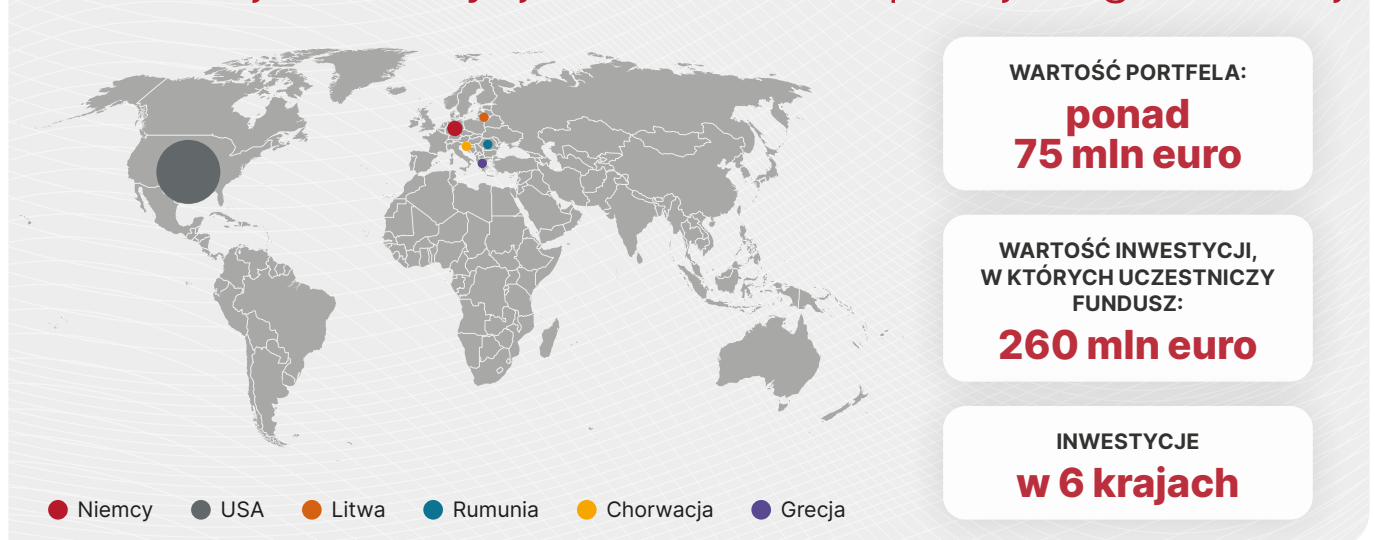 WARTOŚĆ PORTFELA:
ponad
75 mln euro
WARTOŚĆ INWESTYCJI,
W KTÓRYCH UCZESTNICZY
FUNDUSZ:
260 mln euro
INWESTYCJE
w 6 krajach
Niemcy
USA
Litwa
Rumunia
Chorwacja
Grecja